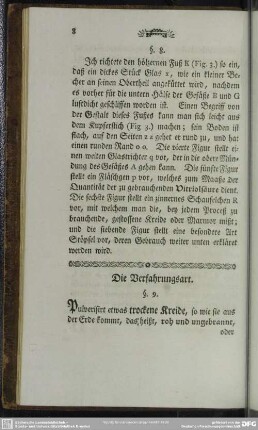 8
§. 8.
Ich richtete den höhernen Fuß K (Fig. 3.) so ein,
daß ein dickes Stück Glas x, wie ein kleiner Be-
cher an seinen Obertheil angeküttet wird, nachdem
es vorher für die untern Hälse der Gefäße B und G
luftdicht geschliffen worden ist. Einen Begriff von
der Gestalt dieses Fußes kann man sich leicht aus
dem Kupferstich (Fig 3.) machen; sein Boden ist
flach, auf den Seiten zz gehet er rund zu, und hat
einen runden Rand o o. Die vierte Figur stellt ei-
nen weiten Glastrichter q vor, der in die ober Mün-
dung des Gefäßes A gehen kann. Die fünfte Figur
stellt ein Fläschgen p vor, welches zum Maaße der
Quantität der zu gebrauchenden Vitriolsäure dient.
Die sechste Figur stellt ein zinnernes Schaufelchen R
vor, mit welchem man die, bey jedem Proceß zu
brauchende, gestossene Kreide oder Marmor mißt;
und die siebende Figur stellt eine besondere Art
Stöpsel vor, deren Gebrauch weiter unten erkläret
werden wird.
Die Verfahrungsart.
§. 9.
Pulverisirt etwas trockene Kreide, so wie sie aus
der Erde kommt, das heißt, roh und ungebrannt,
oder